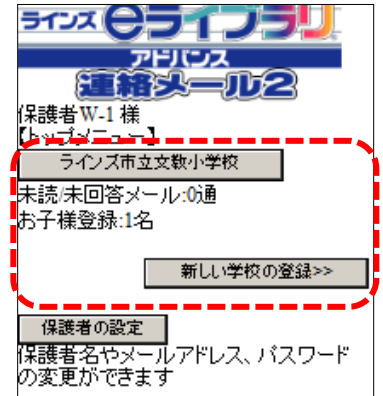 ラインズeライブラリ
アドバンス
連絡メール2
保護者W-1 様
【トップメニュー】
ラインズ市立文教小学校
未読/未回答メール:0通
お子様登録:1名
新しい学校の登録>>
保護者の設定
保護者名やメールアドレス、パスワード
の変更ができます